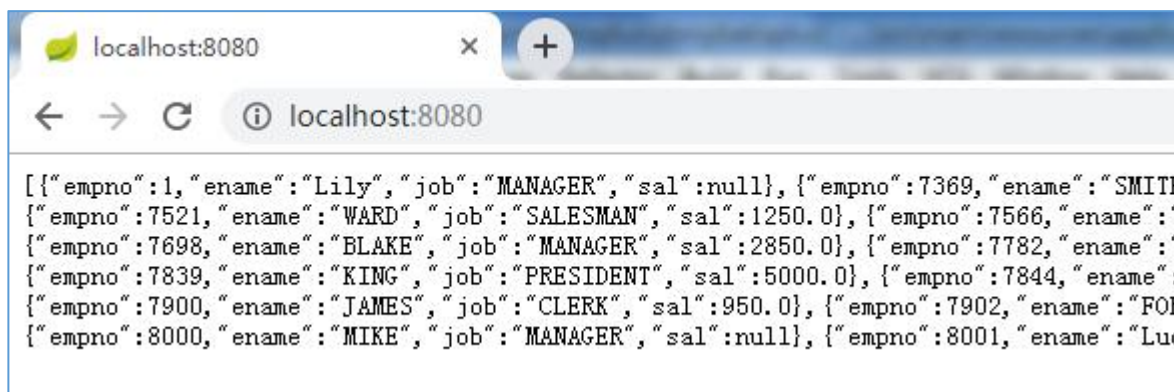 localhost:8080
localhost:8080
[{"empno":1,"ename":"Lily","job":"MANAGER","sal":null},{"empno":7369,"ename":"SMITH
{"empno":7521,"ename":"WARD","job":"SALESMAN","sal":1250.0},{"empno":7566,"ename":
{"empno":7698,"ename":"BLAKE","job":"MANAGER","sal":2850.0},{"empno":7782,"ename":
{"empno":7839,"ename":"KING","job":"PRESIDENT","sal":5000.0},{"empno":7844,"ename"
{"empno":7900,"ename":"JAMES","job":"CLERK","sal":950.0},{"empno":7902,"ename":"FO
{"empno":8000,"ename":"MIKE","job":"MANAGER","sal":null},{"empno":8001,"ename":"Lu